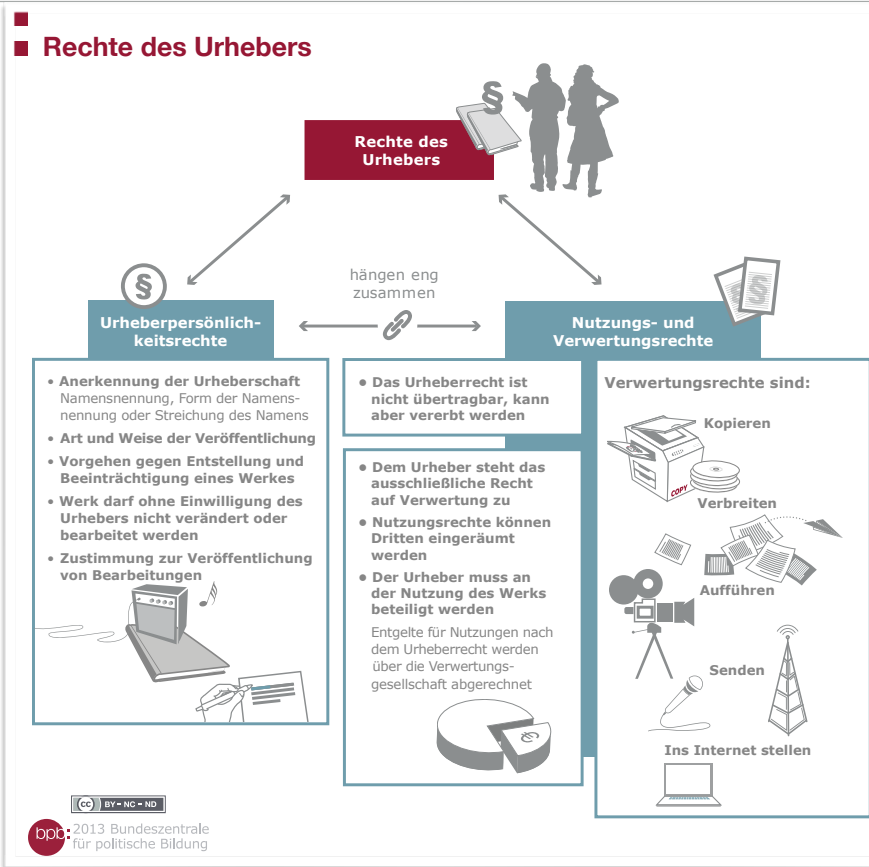 Rechte des Urhebers
§
Rechte des
Urhebers
§
hängen eng
zusammen
§
Urheberpersönlich-
keitsrechte
Nutzungs- und
Verwertungsrechte
• Anerkennung der Urheberschaft
Namensnennung, Form der Namens-
nennung oder Streichung des Namens
• Art und Weise der Veröffentlichung
• Vorgehen gegen Entstellung und
Beeinträchtigung eines Werkes
• Werk darf ohne Einwilligung des
Urhebers nicht verändert oder
bearbeitet werden
• Zustimmung zur Veröffentlichung
von Bearbeitungen
• Das Urheberrecht ist
nicht übertragbar, kann
aber vererbt werden
• Dem Urheber steht das
ausschließliche Recht
auf Verwertung zu
• Nutzungsrechte können
Dritten eingeräumt
werden
• Der Urheber muss an
der Nutzung des Werks
beteiligt werden
Entgelte für Nutzungen nach
dem Urheberrecht werden
über die Verwertungs-
gesellschaft abgerechnet
€
Verwertungsrechte sind:
Kopieren
COPY
Verbreiten
Aufführen
Senden
Ins Internet stellen
cc BY - NC - ND
bpb: 2013 Bundeszentrale
für politische Bildung